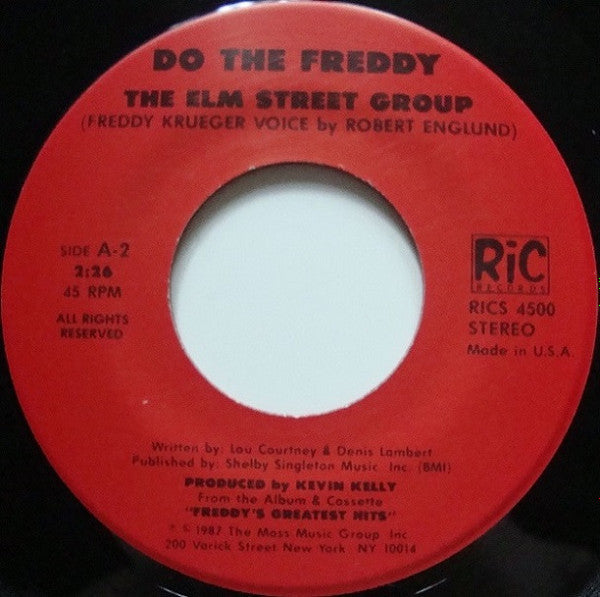 DO THE FREDDY
THE ELM STREET GROUP
(FREDDY KRUEGER VOICE by ROBERT ENGLUND)
SIDE A-2
2:26
45 RPM
ALL RIGHTS
RESERVED
RiC
RECORDS
RICS 4500
STEREO
Made in U.S.A.
Written by: Lou Courtney & Denis Lambert
Published by: Shelby Singleton Music Inc. (BMI)
PRODUCED by KEVIN KELLY
From the Album & Cassette
"FREDDY'S GREATEST HITS"
℗ © 1987 The Moss Music Group Inc
200 Varick Street New York, NY 10014